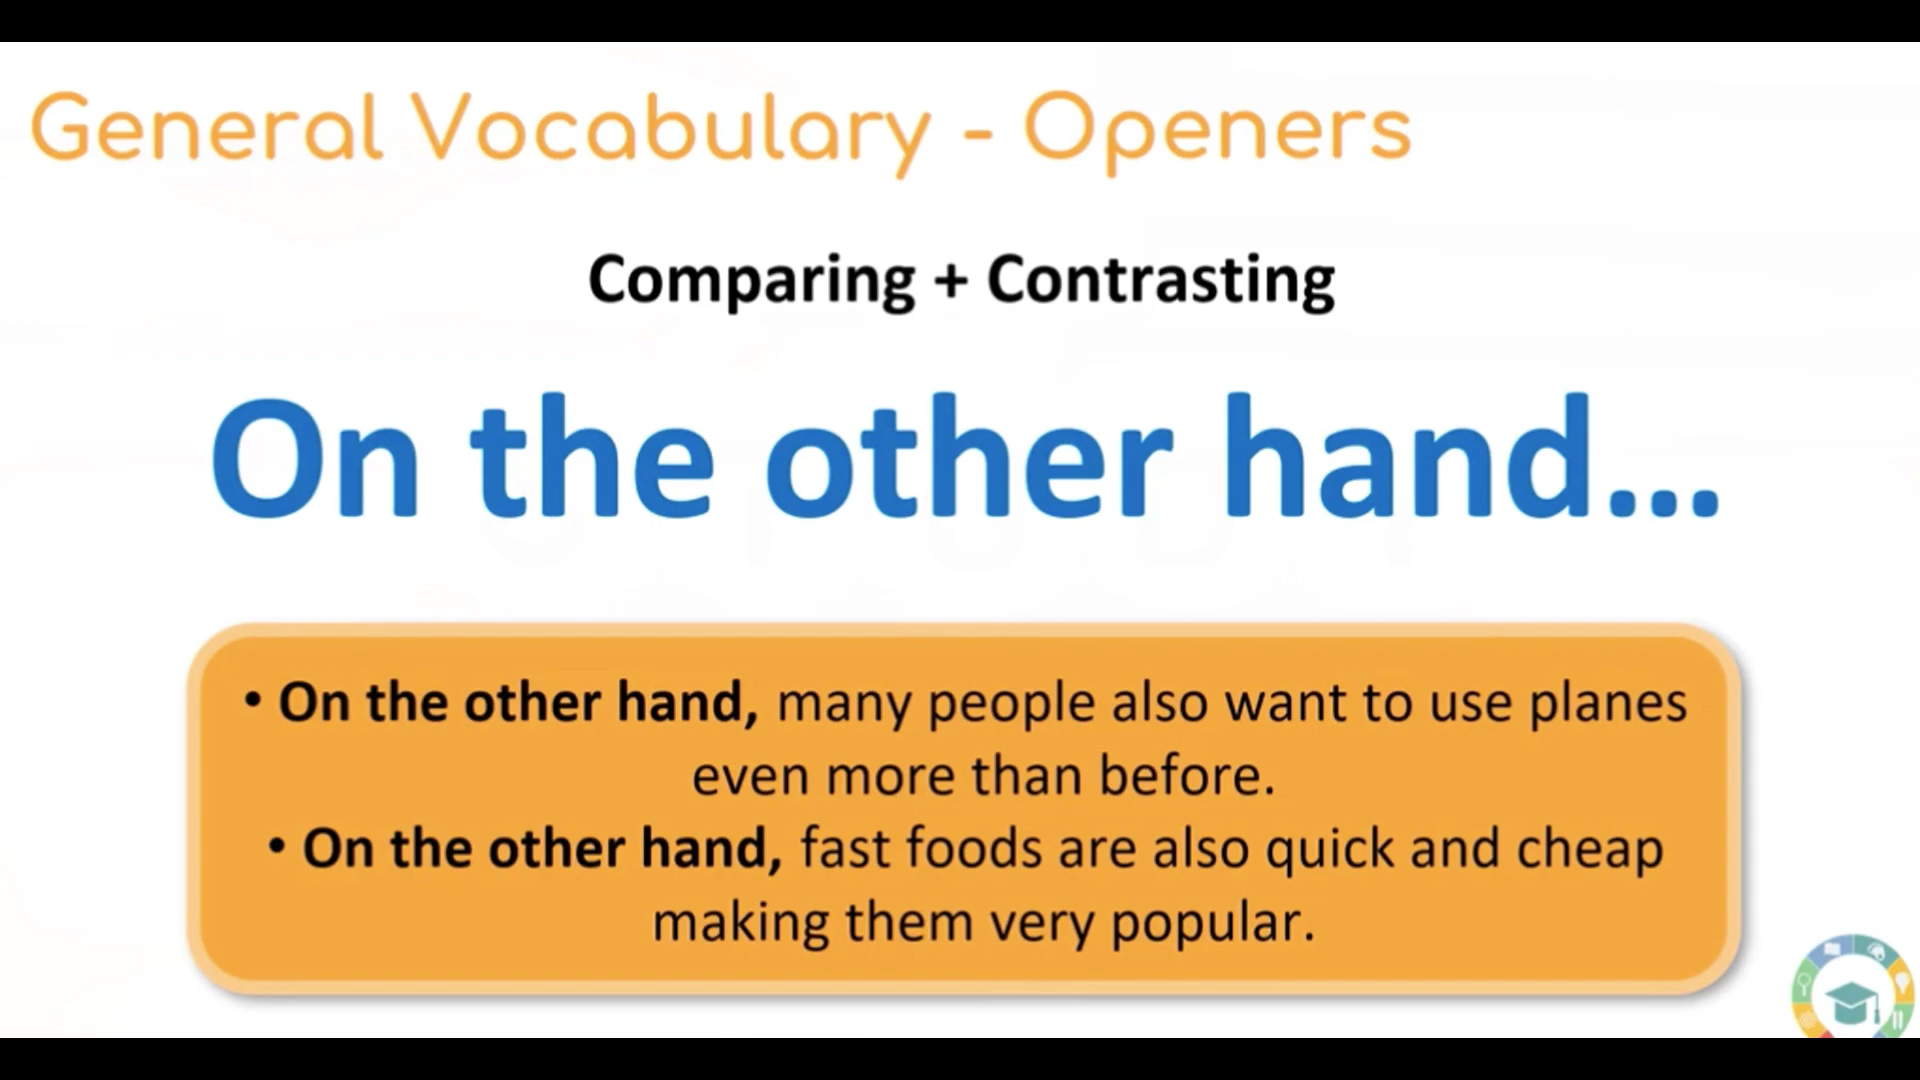 General Vocabulary - Openers
Comparing + Contrasting
On the other hand...
• On the other hand, many people also want to use planes
even more than before.
• On the other hand, fast foods are also quick and cheap
making them very popular.